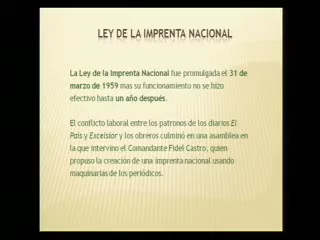 LEY DE LA IMPRENTA NACIONAL
La Ley de la Imprenta Nacional fue promulgada el 31 de
marzo de 1959 mas su funcionamiento no se hizo
efectivo hasta un año después.
El conflicto laboral entre los patronos de los diarios El
País y Excelsior y los obreros culminó en una asamblea en
la que intervino el Comandante Fidel Castro, quien
propuso la creación de una imprenta nacional usando
maquinarias de los periódicos.